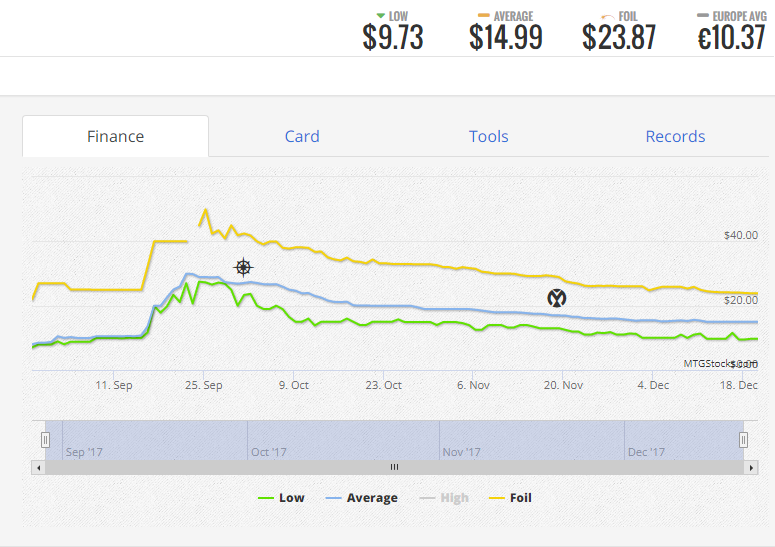 LOW AVERAGE FOIL EUROPE AVG
$9.73 $14.99 $23.87 €10.37
Finance Card Tools Records
$40.00
$20.00
MTGStocks.com
$0.00
11. Sep 25. Sep 9. Oct 23. Oct 6. Nov 20. Nov 4. Dec 18. Dec
Sep '17 Oct '17 Nov '17 Dec '17
Low Average High Foil